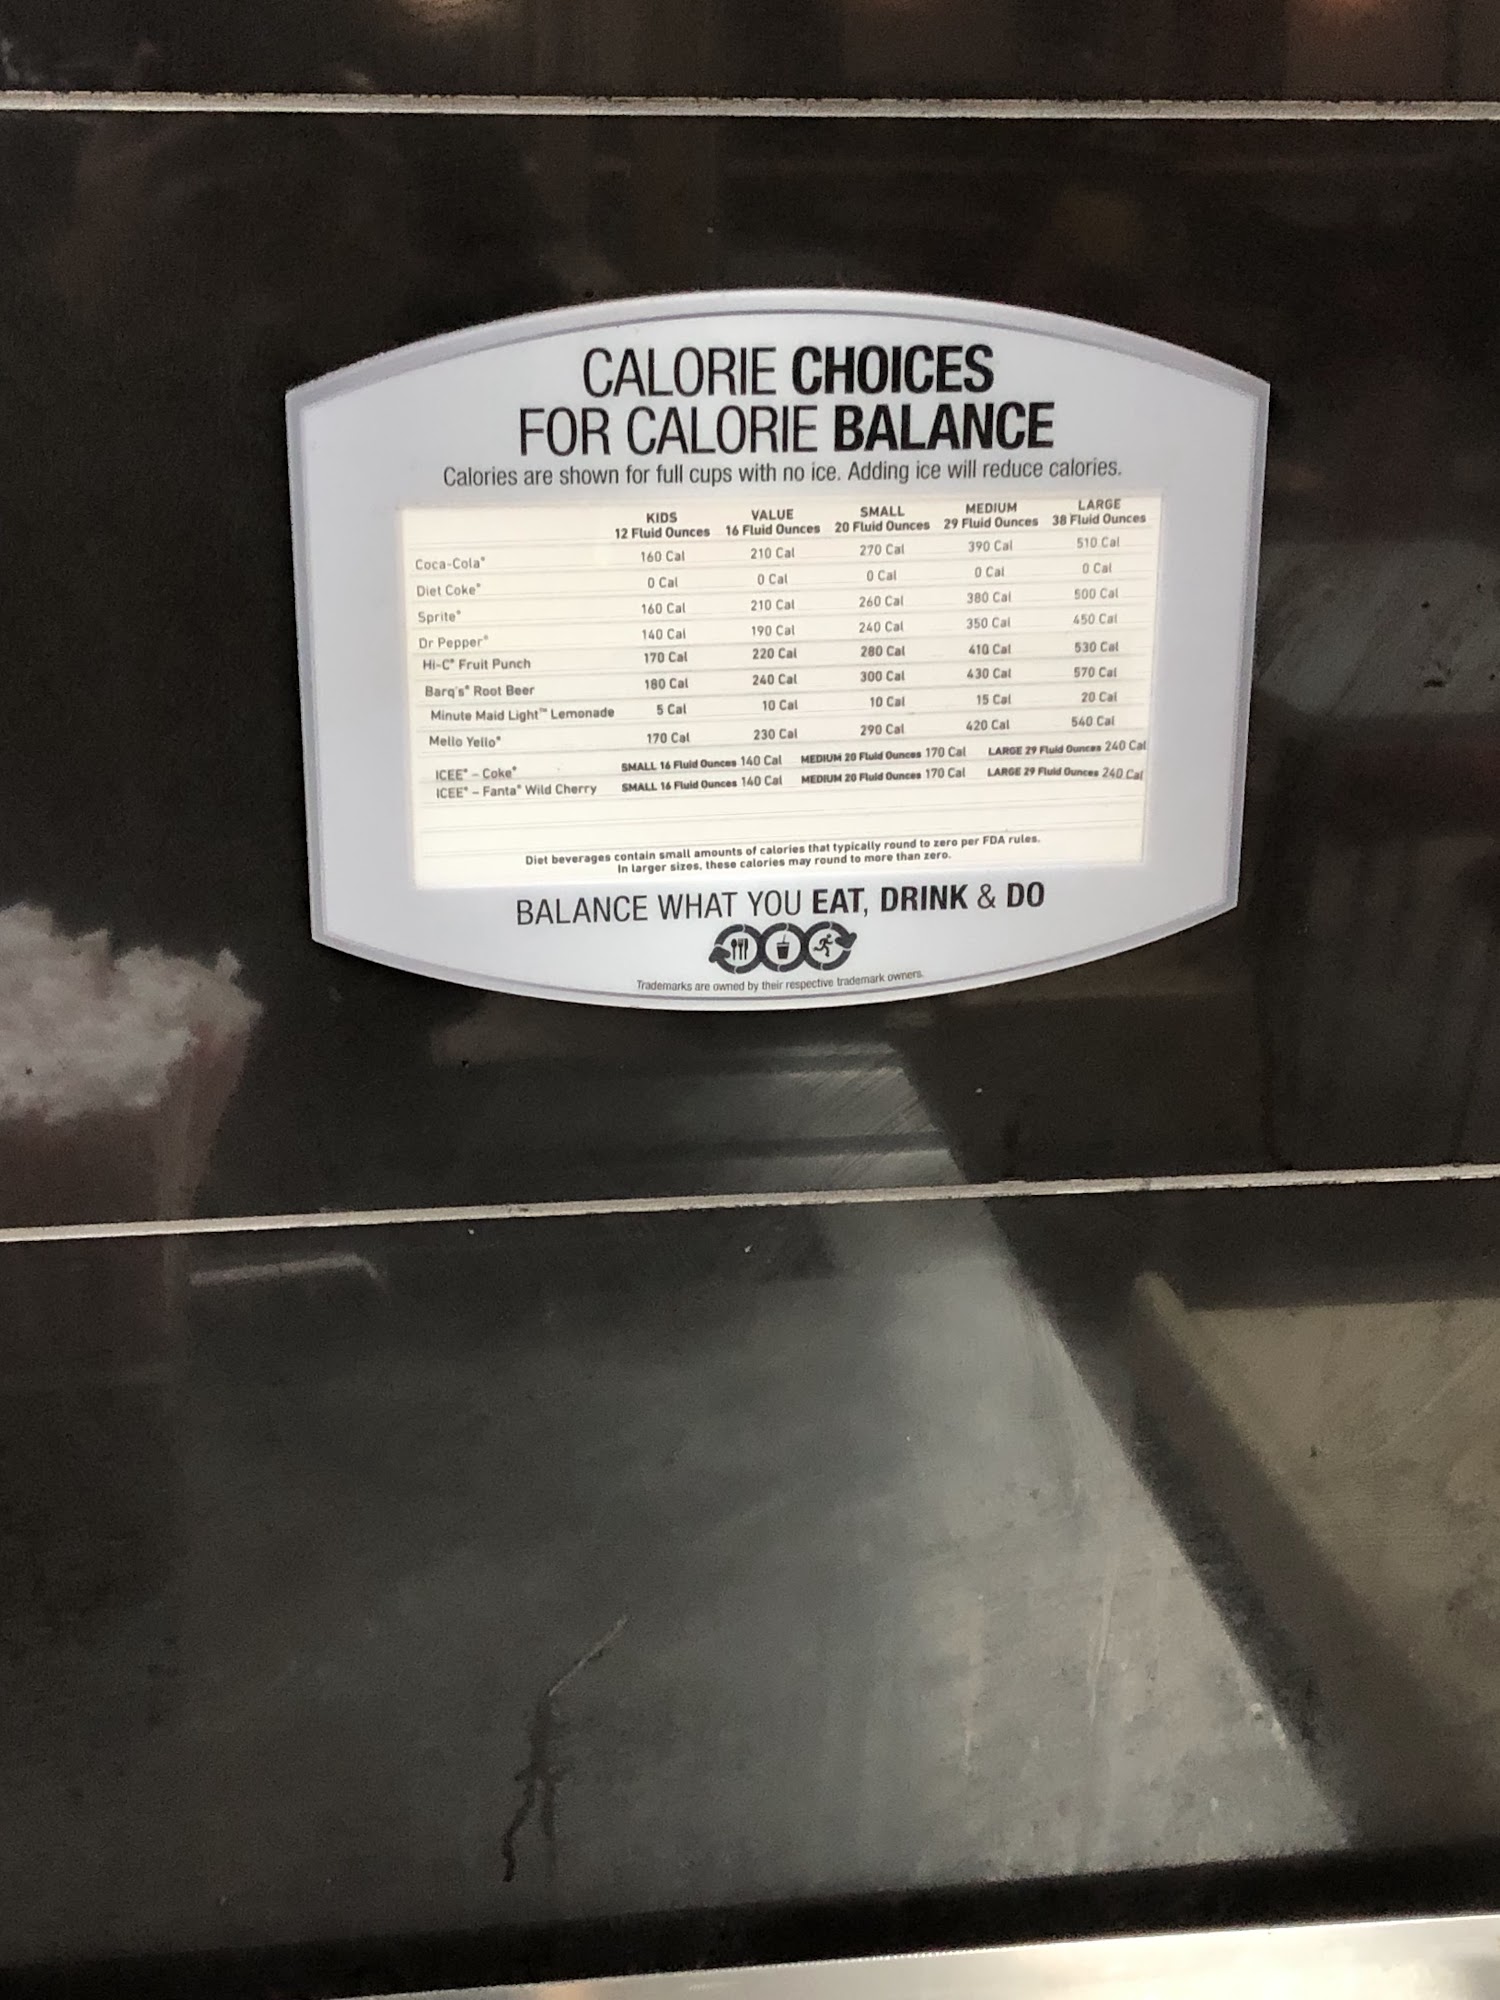 CALORIE CHOICES
FOR CALORIE BALANCE
Calories are shown for full cups with no ice. Adding ice will reduce calories.
KIDS VALUE SMALL MEDIUM LARGE
12 Fluid Ounces 16 Fluid Ounces 20 Fluid Ounces 29 Fluid Ounces 38 Fluid Ounces
Coca-Cola® 160 Cal 210 Cal 270 Cal 390 Cal 510 Cal
Diet Coke® 0 Cal 0 Cal 0 Cal 0 Cal 0 Cal
Sprite® 160 Cal 210 Cal 260 Cal 380 Cal 500 Cal
Dr Pepper® 140 Cal 190 Cal 240 Cal 350 Cal 450 Cal
Hi-C® Fruit Punch 170 Cal 220 Cal 280 Cal 410 Cal 530 Cal
Barq's® Root Beer 180 Cal 240 Cal 300 Cal 430 Cal 570 Cal
Minute Maid Light™ Lemonade 5 Cal 10 Cal 10 Cal 15 Cal 20 Cal
Mello Yello® 170 Cal 230 Cal 290 Cal 420 Cal 540 Cal
ICEE® – Coke® SMALL 16 Fluid Ounces 140 Cal MEDIUM 20 Fluid Ounces 170 Cal LARGE 29 Fluid Ounces 240 Cal
ICEE® – Fanta® Wild Cherry SMALL 16 Fluid Ounces 140 Cal MEDIUM 20 Fluid Ounces 170 Cal LARGE 29 Fluid Ounces 240 Cal
Diet beverages contain small amounts of calories that typically round to zero per FDA rules.
In larger sizes, these calories may round to more than zero.
BALANCE WHAT YOU EAT, DRINK & DO
Trademarks are owned by their respective trademark owners.